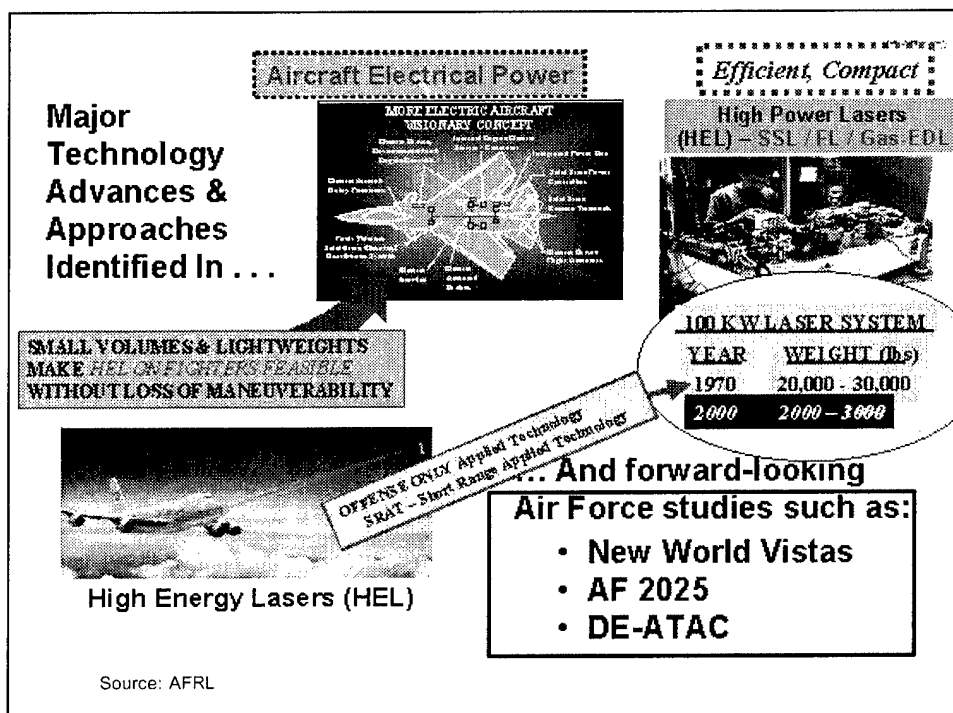 Aircraft Electrical Power
Efficient, Compact
Major
Technology
Advances &
Approaches
Identified In . . .
MORE ELECTRIC AIRCRAFT
VISIONARY CONCEPT
High Power Lasers
(HEL) – SSL / FL / Gas-EDL
SMALL VOLUMES & LIGHTWEIGHTS
MAKE HEL ON FIGHTERS FEASIBLE
WITHOUT LOSS OF MANEUVERABILITY
100 KW LASER SYSTEM
YEAR WEIGHT (lbs)
1970 20,000 - 30,000
2000 2000 – 3000
OFFENSE ONLY Applied Technology
SRAT – Short Range Applied Technology
High Energy Lasers (HEL)
... And forward-looking
Air Force studies such as:
• New World Vistas
• AF 2025
• DE-ATAC
Source: AFRL